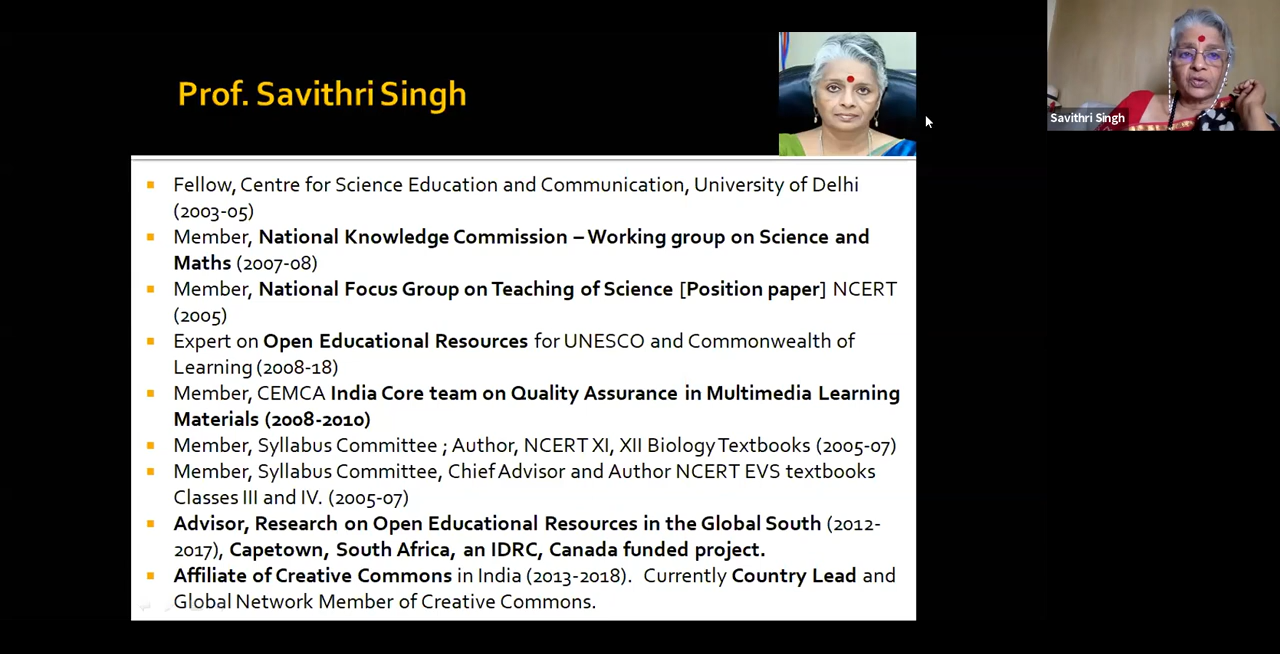 Prof. Savithri Singh
Savithri Singh
Fellow, Centre for Science Education and Communication, University of Delhi
(2003-05)
Member, National Knowledge Commission – Working group on Science and
Maths (2007-08)
Member, National Focus Group on Teaching of Science [Position paper] NCERT
(2005)
Expert on Open Educational Resources for UNESCO and Commonwealth of
Learning (2008-18)
Member, CEMCA India Core team on Quality Assurance in Multimedia Learning
Materials (2008-2010)
Member, Syllabus Committee ; Author, NCERT XI, XII Biology Textbooks (2005-07)
Member, Syllabus Committee, Chief Advisor and Author NCERT EVS textbooks
Classes III and IV. (2005-07)
Advisor, Research on Open Educational Resources in the Global South (2012-
2017), Capetown, South Africa, an IDRC, Canada funded project.
Affiliate of Creative Commons in India (2013-2018). Currently Country Lead and
Global Network Member of Creative Commons.